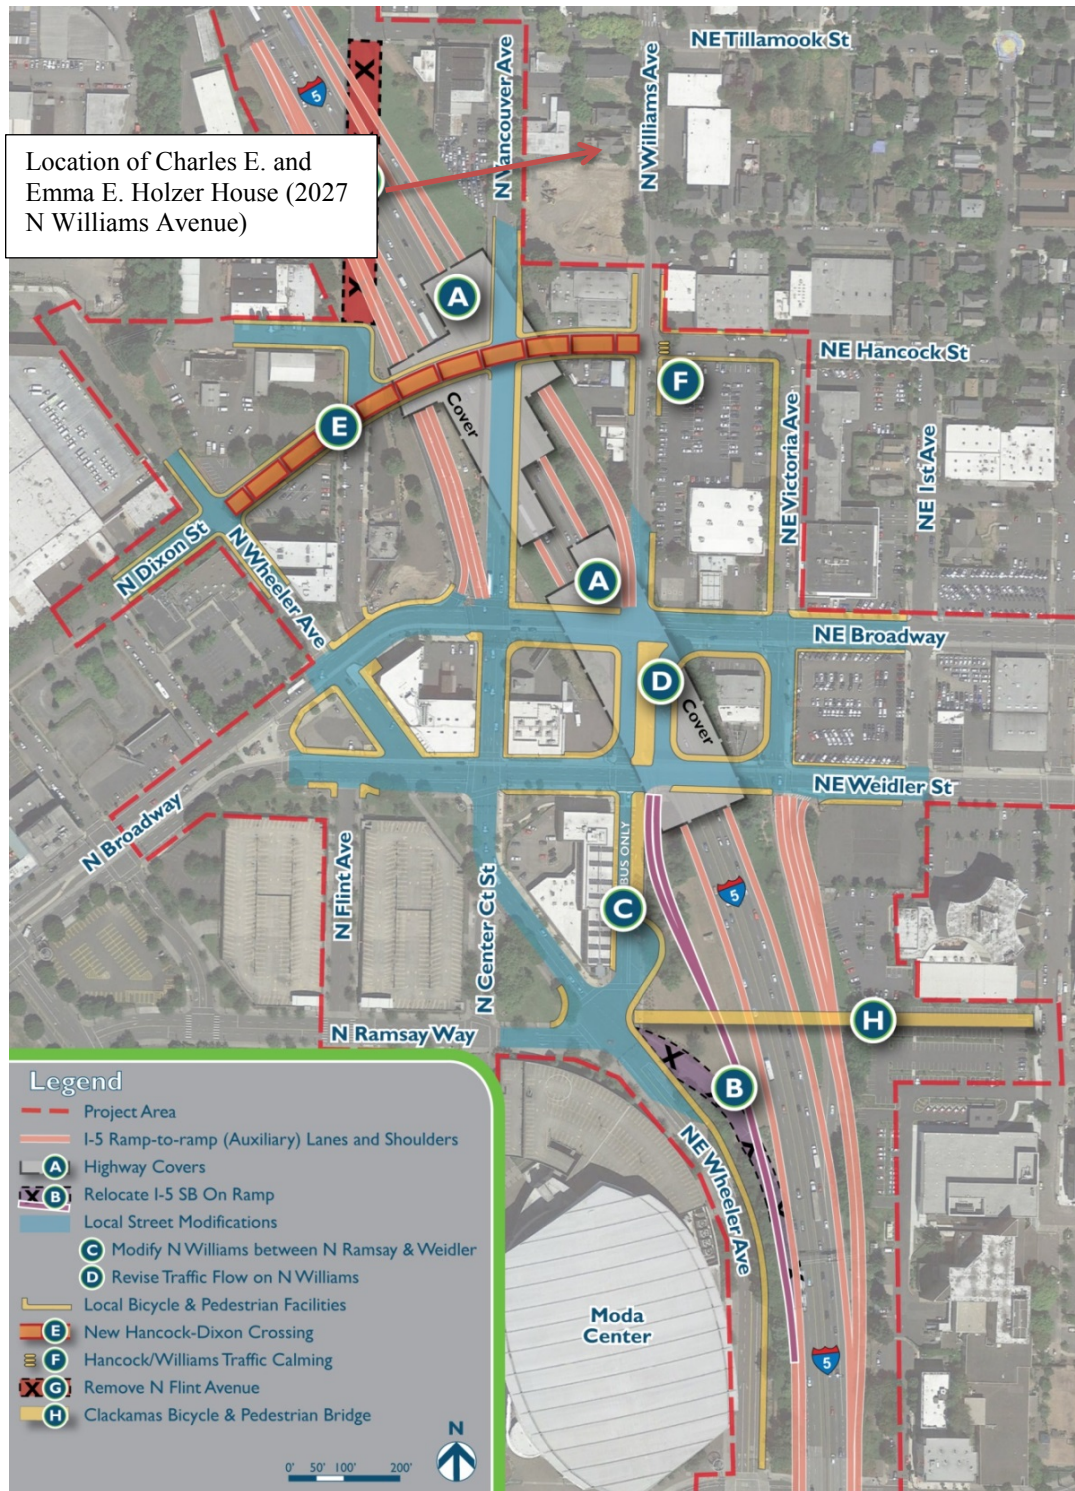 NE Tillamook St
N Vancouver Ave
N Williams Ave
5
X
Location of Charles E. and
Emma E. Holzer House (2027
N Williams Avenue)
X
A
NE Hancock St
F
Cover
E
NE Victoria Ave
NE 1st Ave
N Dixon St
N Wheeler Ave
A
NE Broadway
D
Cover
NE Weidler St
N Broadway
BUS ONLY
N Flint Ave
N Center Ct St
5
C
H
N Ramsay Way
X
B
NE Wheeler Ave
Moda
Center
5
Legend
Project Area
I-5 Ramp-to-ramp (Auxiliary) Lanes and Shoulders
A Highway Covers
X B Relocate I-5 SB On Ramp
Local Street Modifications
C Modify N Williams between N Ramsay & Weidler
D Revise Traffic Flow on N Williams
Local Bicycle & Pedestrian Facilities
E New Hancock-Dixon Crossing
F Hancock/Williams Traffic Calming
X G Remove N Flint Avenue
H Clackamas Bicycle & Pedestrian Bridge
N
0' 50' 100' 200'